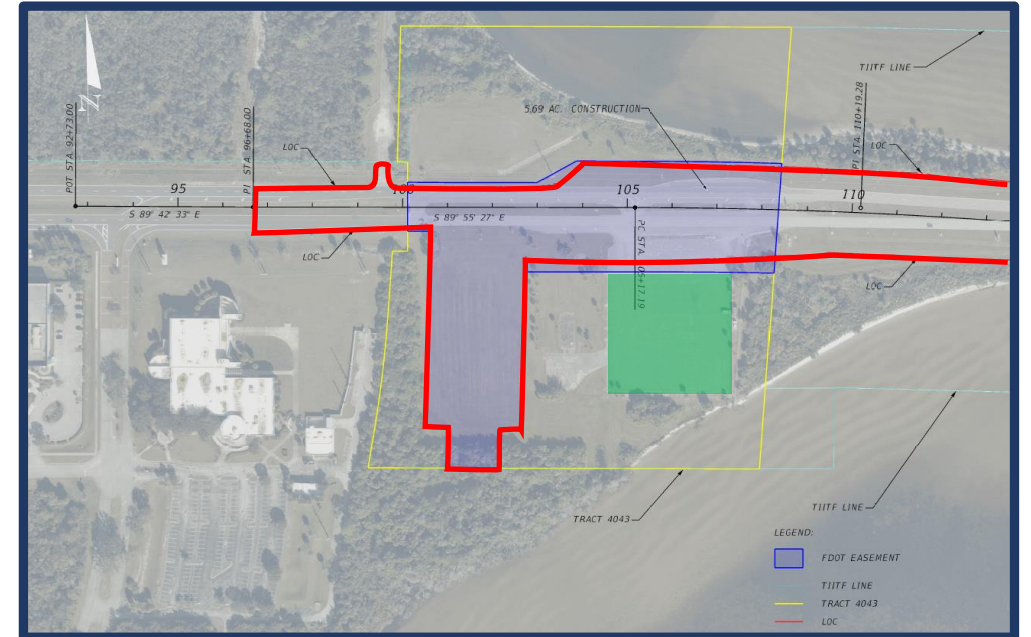 TIITF LINE
5.69 AC. CONSTRUCTION
POT STA. 92+73.00
PI STA. 96+68.00
PI STA. 110+19.28
LOC
LOC
95
100
105
110
S 89° 42' 33" E
S 89° 55' 27" E
PC STA. 105+17.19
LOC
LOC
TRACT 4043
TIITF LINE
LEGEND:
FDOT EASEMENT
TIITF LINE
TRACT 4043
LOC
N